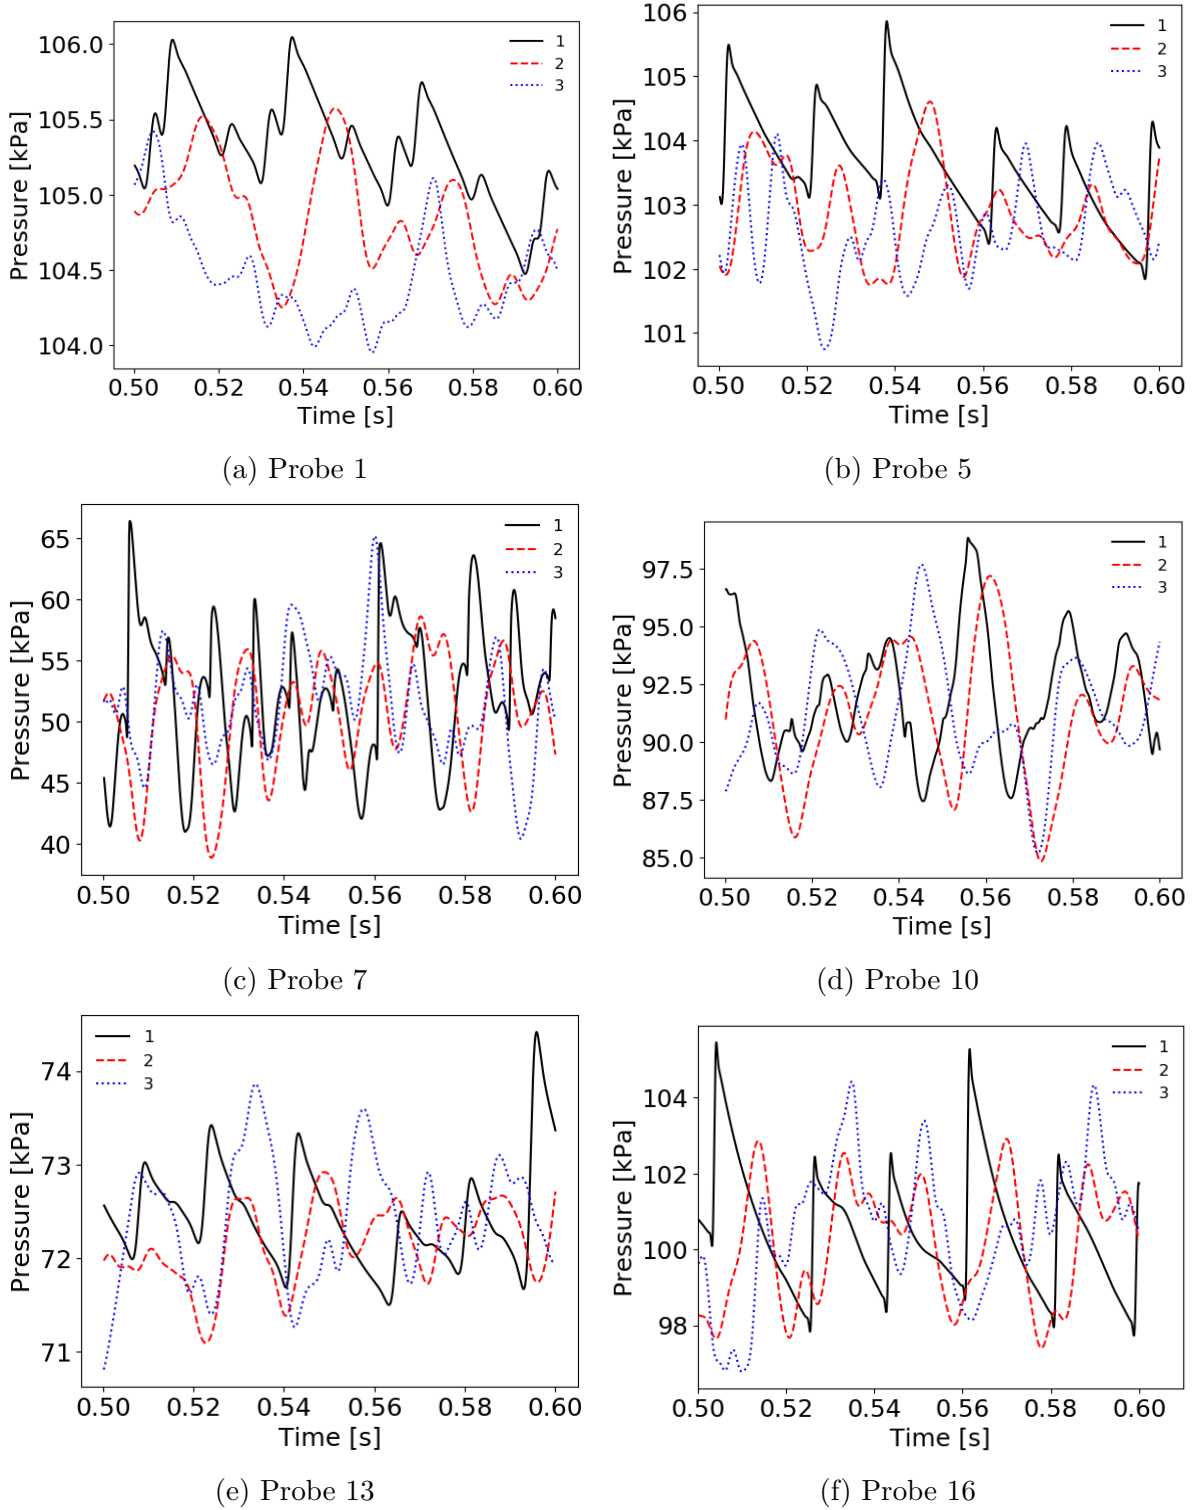 106.0
105.5
105.0
104.5
104.0
Pressure [kPa]
1
2
3
0.50 0.52 0.54 0.56 0.58 0.60
Time [s]
(a) Probe 1
106
105
104
103
102
101
Pressure [kPa]
1
2
3
0.50 0.52 0.54 0.56 0.58 0.60
Time [s]
(b) Probe 5
65
60
55
50
45
40
Pressure [kPa]
1
2
3
0.50 0.52 0.54 0.56 0.58 0.60
Time [s]
(c) Probe 7
97.5
95.0
92.5
90.0
87.5
85.0
Pressure [kPa]
1
2
3
0.50 0.52 0.54 0.56 0.58 0.60
Time [s]
(d) Probe 10
74
73
72
71
Pressure [kPa]
1
2
3
0.50 0.52 0.54 0.56 0.58 0.60
Time [s]
(e) Probe 13
104
102
100
98
Pressure [kPa]
1
2
3
0.50 0.52 0.54 0.56 0.58 0.60
Time [s]
(f) Probe 16